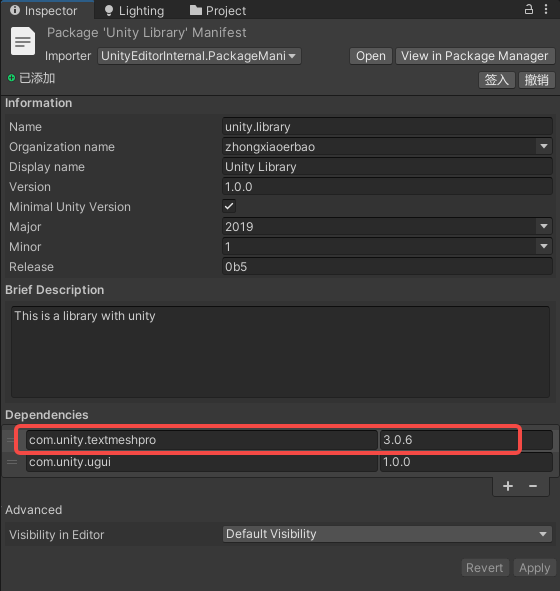 Inspector Lighting Project
Package 'Unity Library' Manifest
Importer UnityEditorInternal.PackageMani Open View in Package Manager
已添加 签入 撤销
Information
Name unity.library
Organization name zhongxiaoerbao
Display name Unity Library
Version 1.0.0
Minimal Unity Version
Major 2019
Minor 1
Release 0b5
Brief Description
This is a library with unity
Dependencies
com.unity.textmeshpro 3.0.6
com.unity.ugui 1.0.0
Advanced
Visibility in Editor Default Visibility
Revert Apply